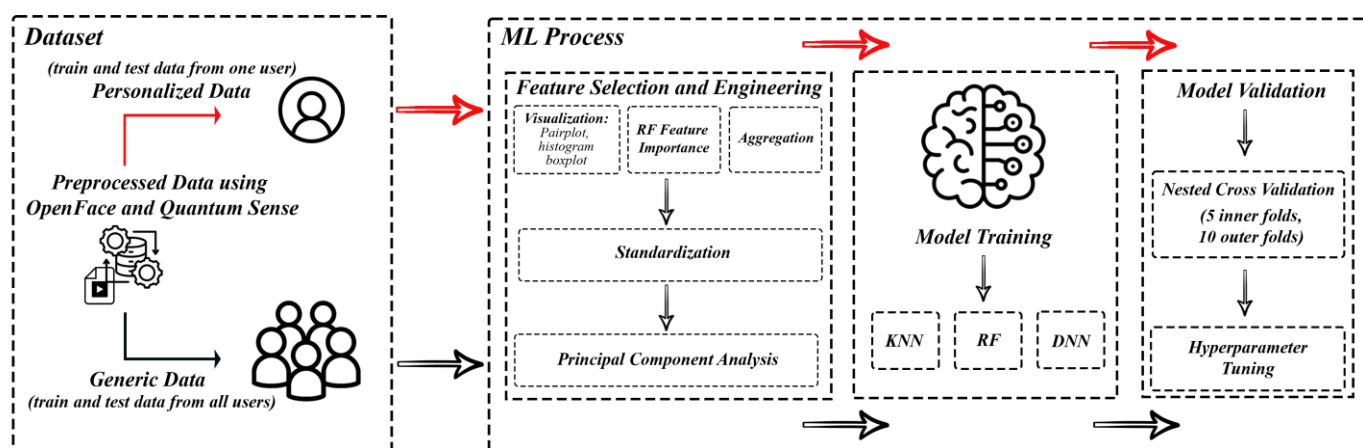 Dataset
(train and test data from one user)
Personalized Data
Preprocessed Data using
OpenFace and Quantum Sense
Generic Data
(train and test data from all users)
ML Process
Feature Selection and Engineering
Visualization:
Pairplot,
histogram
boxplot
RF Feature
Importance
Aggregation
Standardization
Principal Component Analysis
Model Training
KNN
RF
DNN
Model Validation
Nested Cross Validation
(5 inner folds,
10 outer folds)
Hyperparameter
Tuning